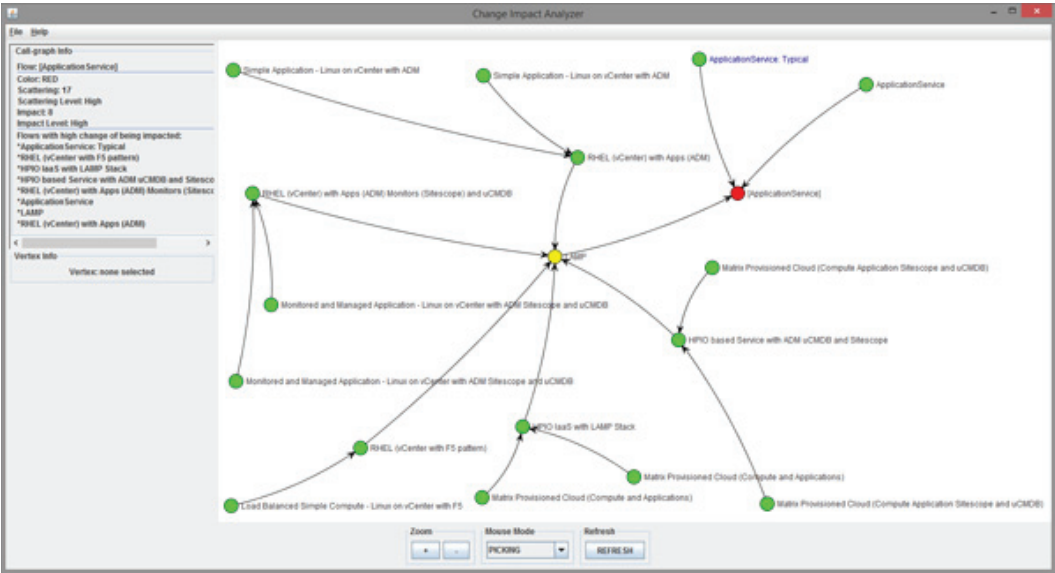 Change Impact Analyzer
File Help
Call-graph Info
Flow: [ApplicationService]
Color: RED
Scattering: 17
Scattering Level: High
Impact: 8
Impact Level: High
Flows with high change of being impacted:
*ApplicationService: Typical
*RHEL (vCenter with F5 pattern)
*HPIO IaaS with LAMP Stack
*HPIO based Service with ADM uCMDB and Sitesco
*RHEL (vCenter) with Apps (ADM) Monitors (Sitesco
*ApplicationService
*LAMP
*RHEL (vCenter) with Apps (ADM)
Vertex Info
Vertex: none selected
Simple Application - Linux on vCenter with ADM
Simple Application - Linux on vCenter with ADM
ApplicationService: Typical
ApplicationService
RHEL (vCenter) with Apps (ADM)
RHEL (vCenter) with Apps (ADM) Monitors (Sitescope) and uCMDB
[ApplicationService]
LAMP
Matrix Provisioned Cloud (Compute Application Sitescope and uCMDB)
Monitored and Managed Application - Linux on vCenter with ADM Sitescope and uCMDB
HPIO based Service with ADM uCMDB and Sitescope
Monitored and Managed Application - Linux on vCenter with ADM Sitescope and uCMDB
HPIO IaaS with LAMP Stack
RHEL (vCenter with F5 pattern)
Matrix Provisioned Cloud (Compute and Applications)
Matrix Provisioned Cloud (Compute and Applications)
Load Balanced Simple Compute - Linux on vCenter with F5
Matrix Provisioned Cloud (Compute Application Sitescope and uCMDB)
Zoom
+ -
Mouse Mode
PICKING
Refresh
REFRESH